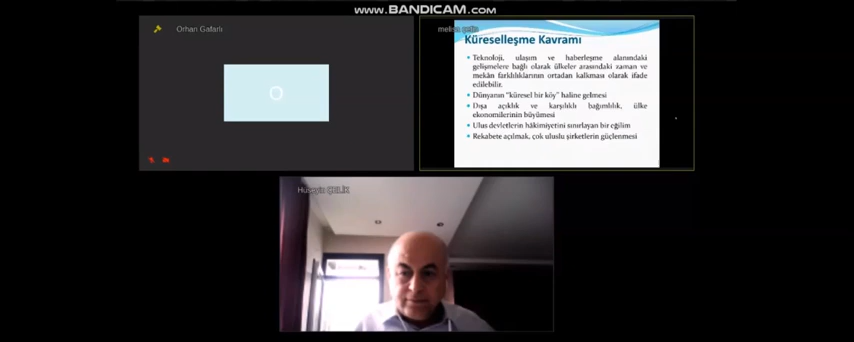 WWW.BANDICAM.COM
Orhan Gafarlı
O
Küreselleşme Kavramı
Teknoloji, ulaşım ve haberleşme alanındaki
gelişmelere bağlı olarak ülkeler arasındaki zaman ve
mekân farklılıklarının ortadan kalkması olarak ifade
edilebilir.
Dünyanın "küresel bir köy" haline gelmesi
Dışa açıklık ve karşılıklı bağımlılık, ülke
ekonomilerinin büyümesi
Ulus devletlerin hâkimiyetini sınırlayan bir eğilim
Rekabete açılmak, çok uluslu şirketlerin güçlenmesi
Hüseyin ÇELİK